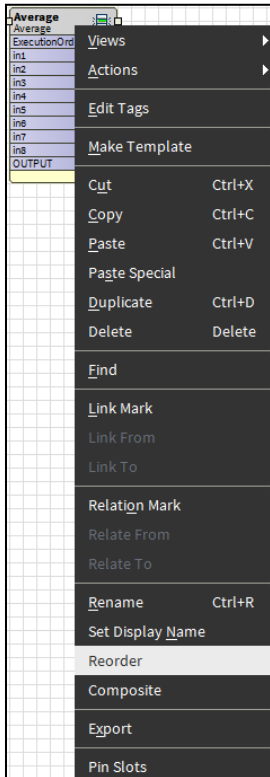 Average
Average
ExecutionOrd
in1
in2
in3
in4
in5
in6
in7
in8
OUTPUT
Views
Actions
Edit Tags
Make Template
Cut Ctrl+X
Copy Ctrl+C
Paste Ctrl+V
Paste Special
Duplicate Ctrl+D
Delete Delete
Find
Link Mark
Link From
Link To
Relation Mark
Relate From
Relate To
Rename Ctrl+R
Set Display Name
Reorder
Composite
Export
Pin Slots